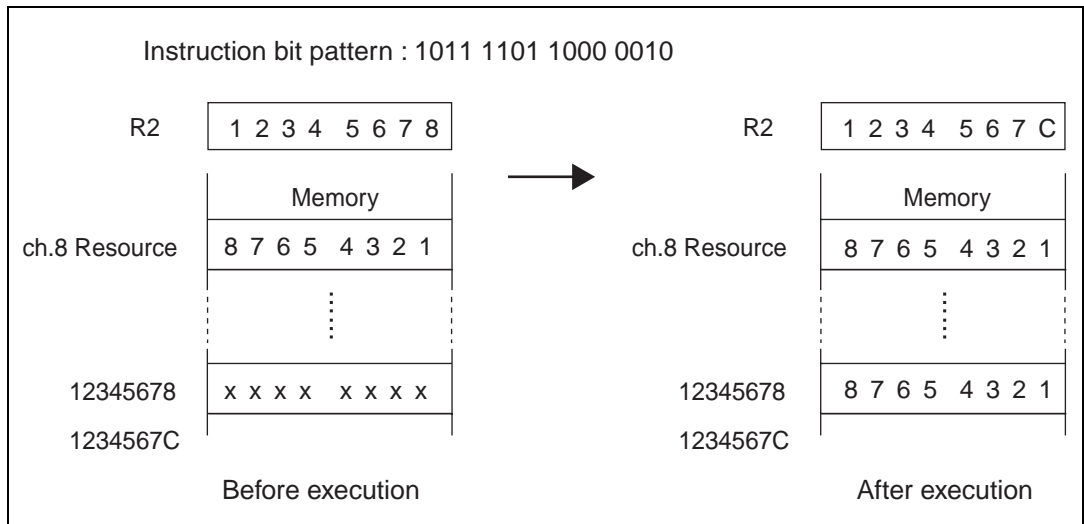 Instruction bit pattern : 1011 1101 1000 0010
R2 1 2 3 4 5 6 7 8 R2 1 2 3 4 5 6 7 C
Memory Memory
ch.8 Resource 8 7 6 5 4 3 2 1 ch.8 Resource 8 7 6 5 4 3 2 1
12345678 x x x x x x x x 12345678 8 7 6 5 4 3 2 1
1234567C 1234567C
Before execution After execution